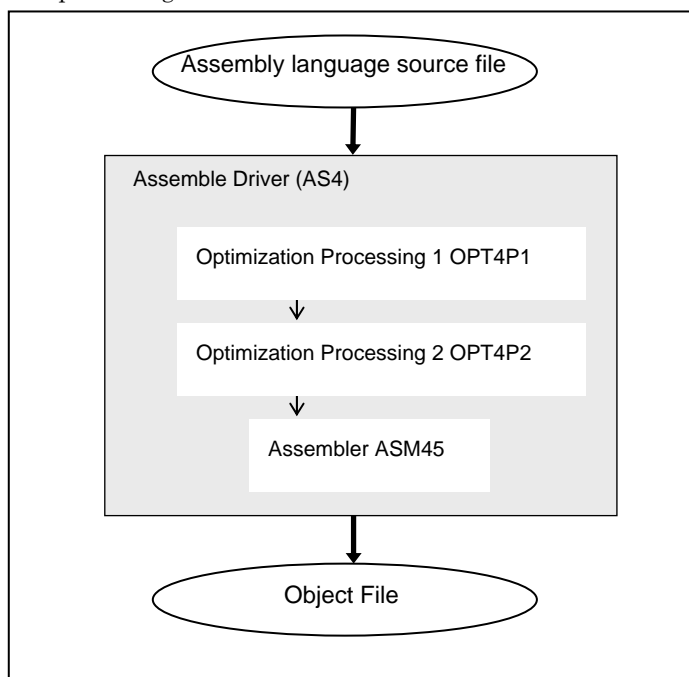 Assembly language source file
Assemble Driver (AS4)
Optimization Processing 1 OPT4P1
Optimization Processing 2 OPT4P2
Assembler ASM45
Object File